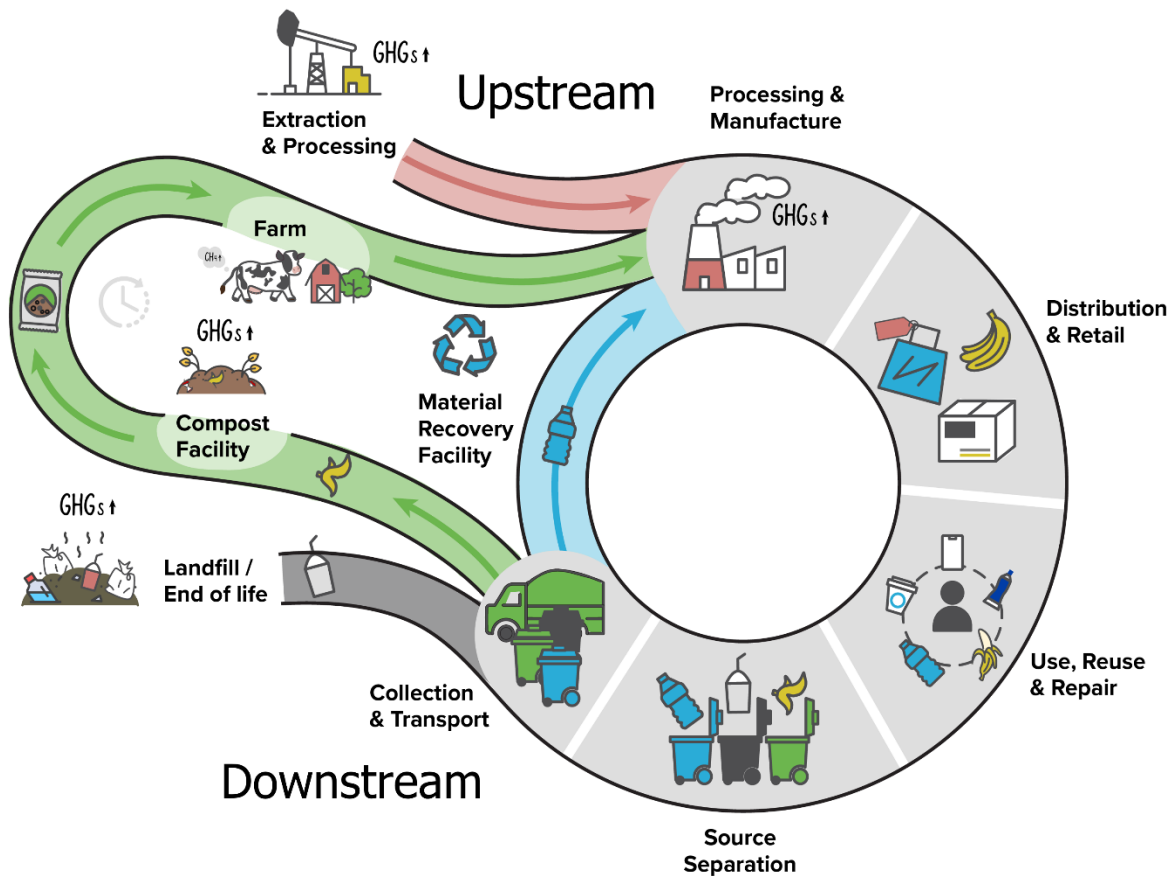 GHGs ↑
Upstream
Extraction
& Processing
Processing &
Manufacture
GHGs ↑
Farm
CH4 ↑
Distribution
& Retail
GHGs ↑
Material
Recovery
Facility
Compost
Facility
GHGs ↑
Landfill /
End of life
Use, Reuse
& Repair
Collection
& Transport
Downstream
Source
Separation